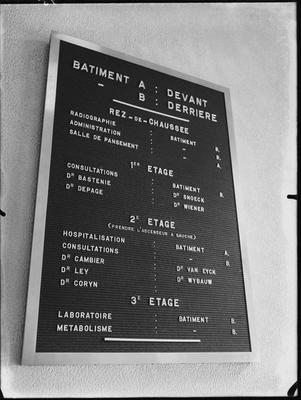 BATIMENT A : DEVANT
- B : DERRIERE
REZ-DE-CHAUSSEE
RADIOGRAPHIE : BATIMENT B.
ADMINISTRATION : - B.
SALLE DE PANSEMENT : - A.
1ER ETAGE
CONSULTATIONS : BATIMENT B.
DR BASTENIE : DR SNOECK
DR DEPAGE : DR WIENER
2E ETAGE
(PRENDRE L'ASCENSEUR A GAUCHE)
HOSPITALISATION : BATIMENT A.
CONSULTATIONS : - B.
DR CAMBIER : DR VAN EYCK
DR LEY : DR WYBAUW
DR CORYN :
3E ETAGE
LABORATOIRE : BATIMENT B.
METABOLISME : - B.